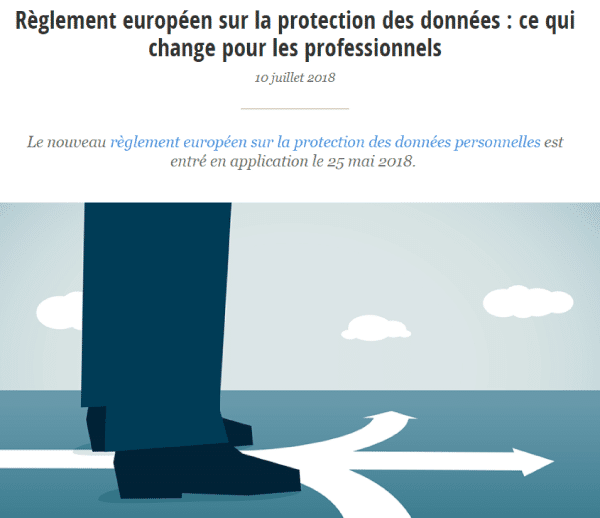 Règlement européen sur la protection des données : ce qui
change pour les professionnels
10 juillet 2018
Le nouveau règlement européen sur la protection des données personnelles est
entré en application le 25 mai 2018.